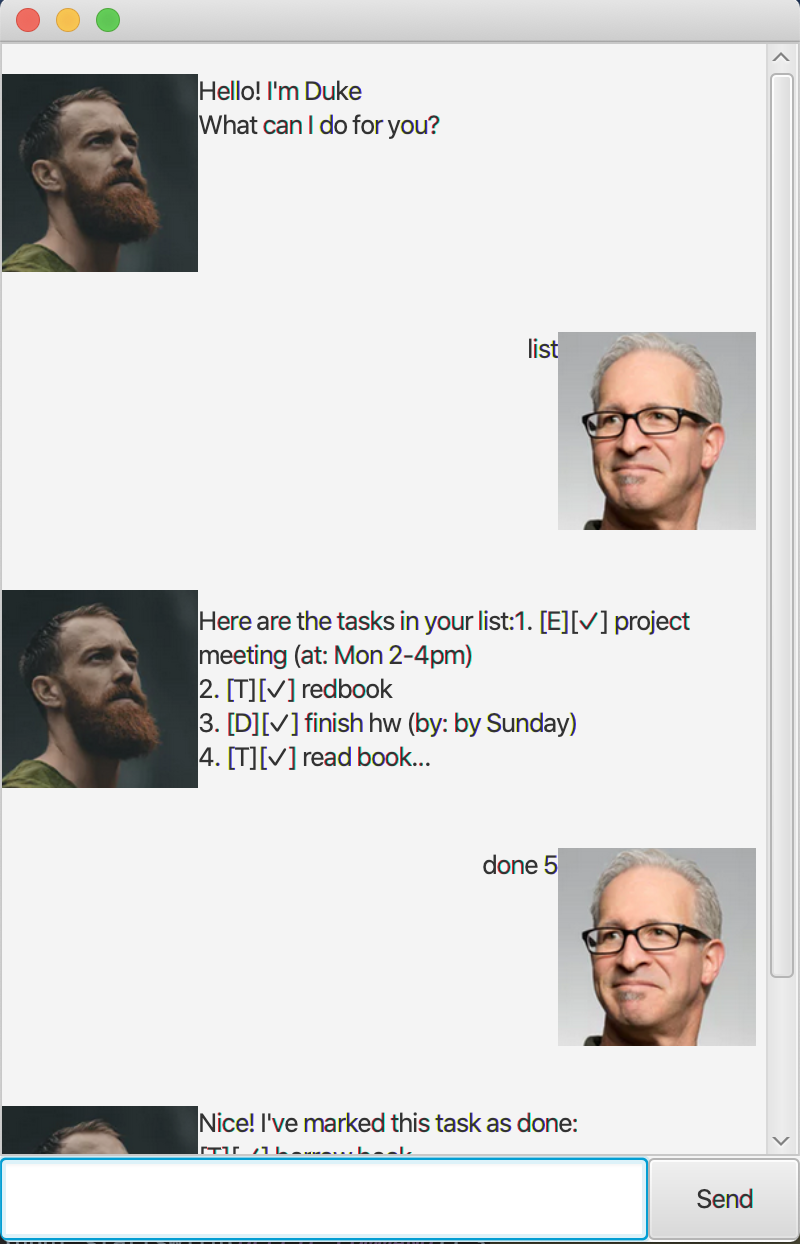 Hello! I'm Duke
What can I do for you?
list
Here are the tasks in your list:1. [E][✓] project
meeting (at: Mon 2-4pm)
2. [T][✓] redbook
3. [D][✓] finish hw (by: by Sunday)
4. [T][✓] read book...
done 5
Nice! I've marked this task as done:
[T][✓] borrow book
Send